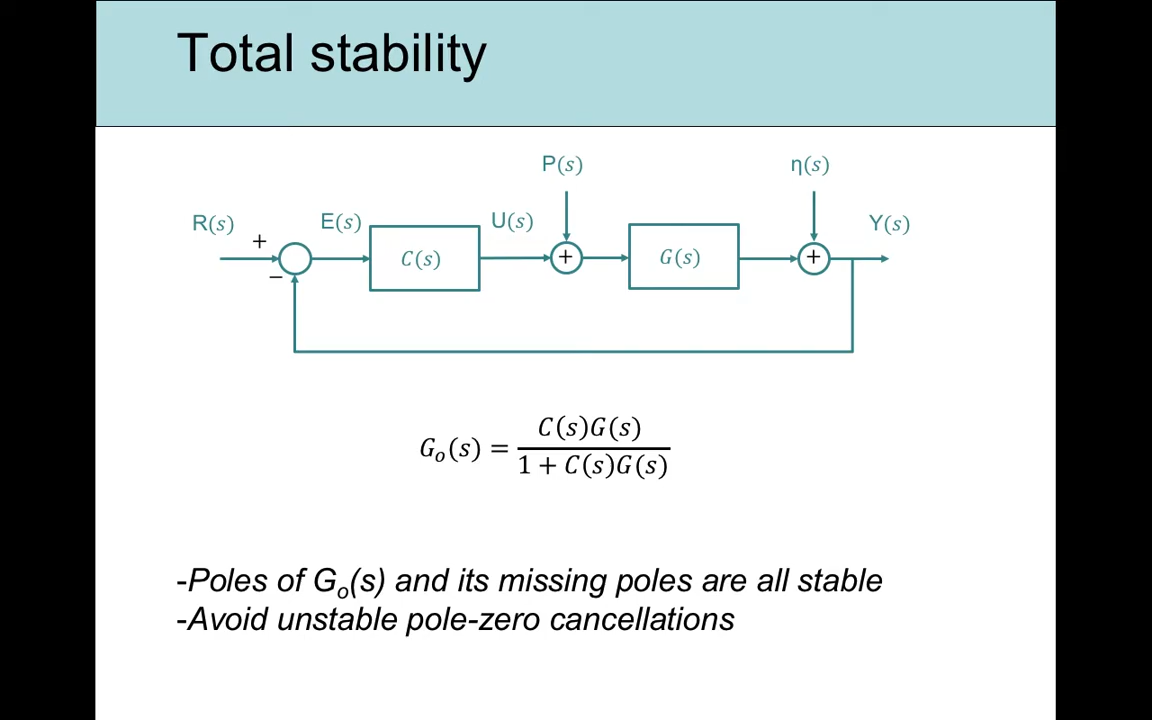 Total stability
P(s) η(s)
R(s) + E(s) U(s) Y(s)
C(s) + G(s) +
−
G_o(s) = C(s)G(s) / 1 + C(s)G(s)
-Poles of G_o(s) and its missing poles are all stable
-Avoid unstable pole-zero cancellations